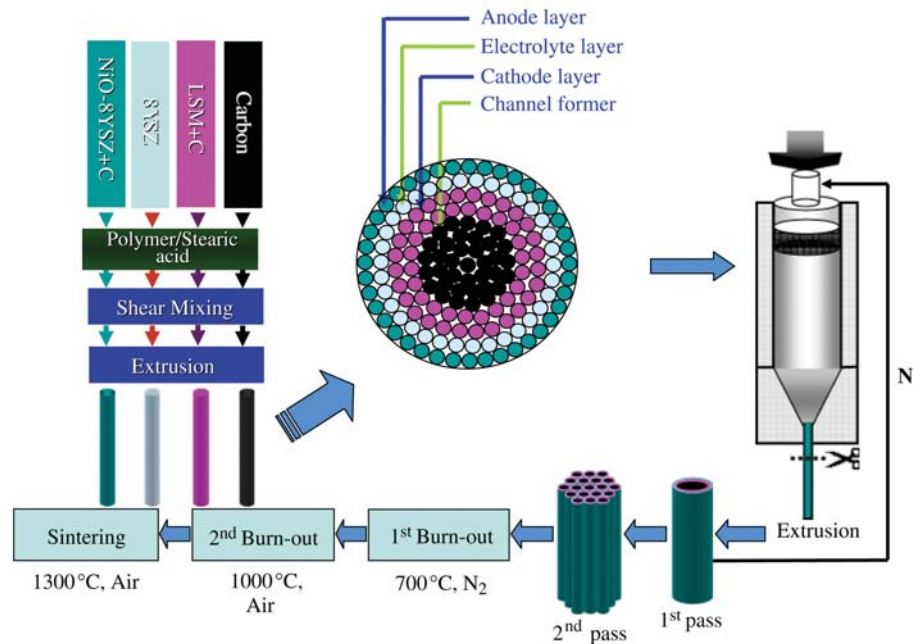 Anode layer
Electrolyte layer
Cathode layer
Channel former
NiO-8YSZ+C
8YSZ
LSM+C
Carbon
Polymer/Stearic
acid
Shear Mixing
Extrusion
N
Extrusion
1st pass
2nd pass
1st Burn-out
700°C, N2
2nd Burn-out
1000°C,
Air
Sintering
1300°C, Air